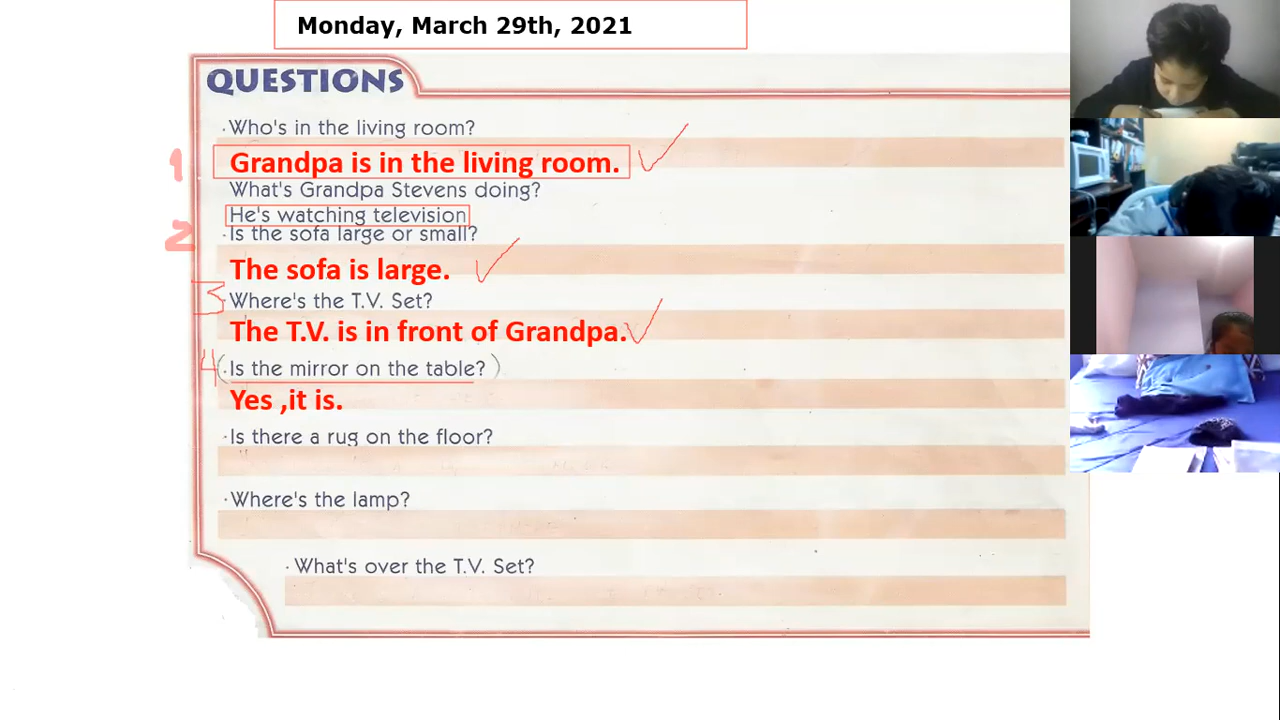 Monday, March 29th, 2021
QUESTIONS
·Who's in the living room?
1 Grandpa is in the living room.
What's Grandpa Stevens doing?
He's watching television
2 ·Is the sofa large or small?
The sofa is large.
3 ·Where's the T.V. Set?
The T.V. is in front of Grandpa.
4 (·Is the mirror on the table?)
Yes ,it is.
·Is there a rug on the floor?
·Where's the lamp?
·What's over the T.V. Set?